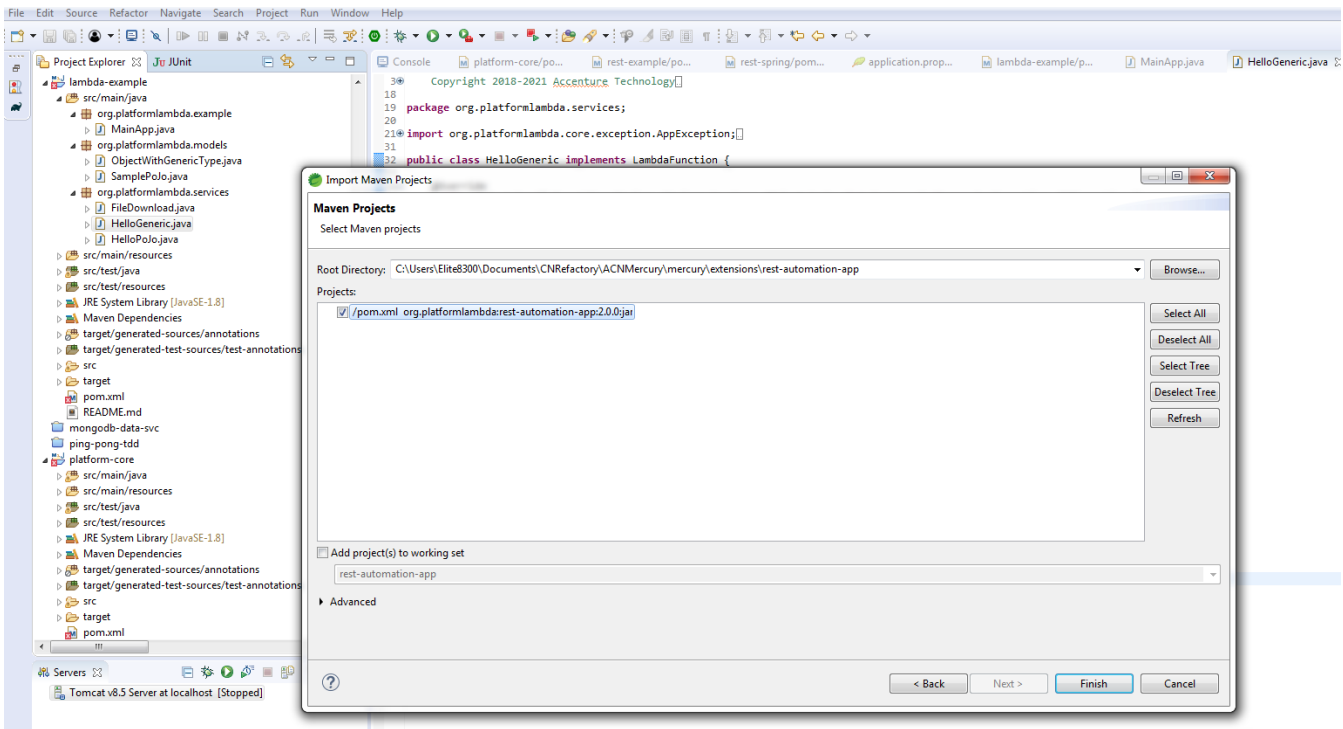 File Edit Source Refactor Navigate Search Project Run Window Help
Project Explorer JUnit
Console platform-core/po... rest-example/po... rest-spring/pom... application.prop... lambda-example/p... MainApp.java HelloGeneric.java
lambda-example
src/main/java
org.platformlambda.example
MainApp.java
org.platformlambda.models
ObjectWithGenericType.java
SamplePoJo.java
org.platformlambda.services
FileDownload.java
HelloGeneric.java
HelloPoJo.java
src/main/resources
src/test/java
src/test/resources
JRE System Library [JavaSE-1.8]
Maven Dependencies
target/generated-sources/annotations
target/generated-test-sources/test-annotations
src
target
pom.xml
README.md
mongodb-data-svc
ping-pong-tdd
platform-core
src/main/java
src/main/resources
src/test/java
src/test/resources
JRE System Library [JavaSE-1.8]
Maven Dependencies
target/generated-sources/annotations
target/generated-test-sources/test-annotations
src
target
pom.xml
Servers
Tomcat v8.5 Server at localhost [Stopped]
3 Copyright 2018-2021 Accenture Technology
18
19 package org.platformlambda.services;
20
21 import org.platformlambda.core.exception.AppException;
31
32 public class HelloGeneric implements LambdaFunction {
Import Maven Projects
Maven Projects
Select Maven projects
Root Directory: C:\Users\Elite8300\Documents\CNRefactory\ACNMercury\mercury\extensions\rest-automation-app Browse...
Projects:
/pom.xml org.platformlambda:rest-automation-app:2.0.0:jar
Select All
Deselect All
Select Tree
Deselect Tree
Refresh
Add project(s) to working set
rest-automation-app
Advanced
< Back Next > Finish Cancel